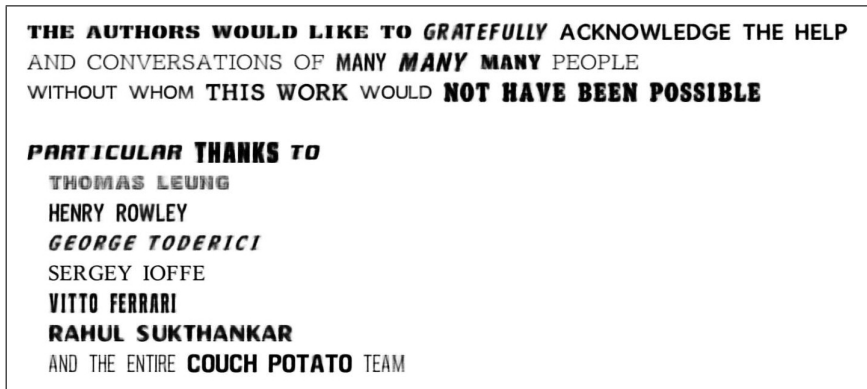 THE AUTHORS WOULD LIKE TO GRATEFULLY ACKNOWLEDGE THE HELP
AND CONVERSATIONS OF MANY MANY MANY PEOPLE
WITHOUT WHOM THIS WORK WOULD NOT HAVE BEEN POSSIBLE
PARTICULAR THANKS TO
THOMAS LEUNG
HENRY ROWLEY
GEORGE TODERICI
SERGEY IOFFE
VITTO FERRARI
RAHUL SUKTHANKAR
AND THE ENTIRE COUCH POTATO TEAM